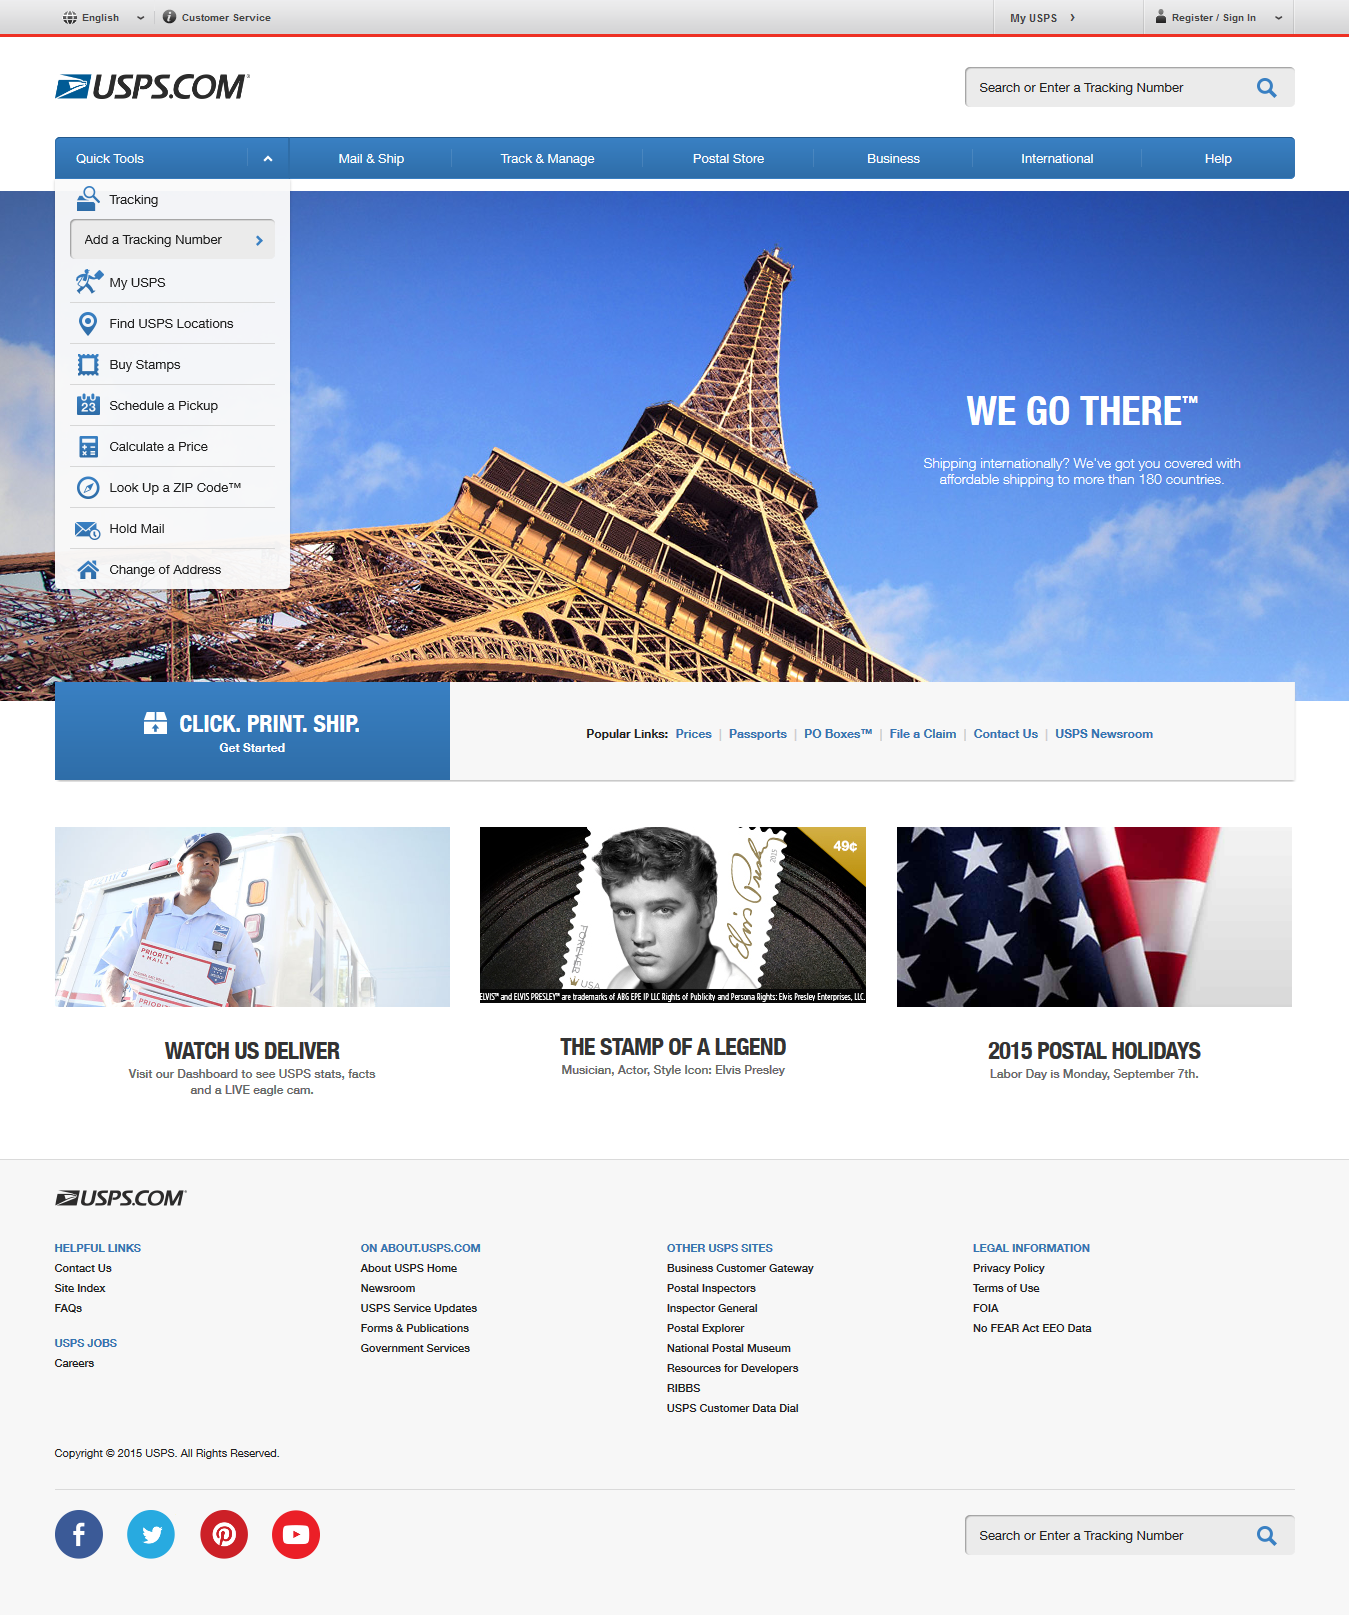 English
Customer Service
My USPS
Register / Sign In
USPS.COM
Search or Enter a Tracking Number
Quick Tools
Mail & Ship
Track & Manage
Postal Store
Business
International
Help
Tracking
Add a Tracking Number
My USPS
Find USPS Locations
Buy Stamps
23
Schedule a Pickup
Calculate a Price
Look Up a ZIP Code™
Hold Mail
Change of Address
WE GO THERE™
Shipping internationally? We've got you covered with
affordable shipping to more than 180 countries.
CLICK. PRINT. SHIP.
Get Started
Popular Links: Prices | Passports | PO Boxes™ | File a Claim | Contact Us | USPS Newsroom
PRIORITY
MAIL
PRIORITY
49¢
2015
Elvis Presley
FOREVER
USA
ELVIS™ and ELVIS PRESLEY™ are trademarks of ABG EPE IP LLC Rights of Publicity and Persona Rights: Elvis Presley Enterprises, LLC.
WATCH US DELIVER
Visit our Dashboard to see USPS stats, facts
and a LIVE eagle cam.
THE STAMP OF A LEGEND
Musician, Actor, Style Icon: Elvis Presley
2015 POSTAL HOLIDAYS
Labor Day is Monday, September 7th.
USPS.COM
HELPFUL LINKS
Contact Us
Site Index
FAQs
USPS JOBS
Careers
ON ABOUT.USPS.COM
About USPS Home
Newsroom
USPS Service Updates
Forms & Publications
Government Services
OTHER USPS SITES
Business Customer Gateway
Postal Inspectors
Inspector General
Postal Explorer
National Postal Museum
Resources for Developers
RIBBS
USPS Customer Data Dial
LEGAL INFORMATION
Privacy Policy
Terms of Use
FOIA
No FEAR Act EEO Data
Copyright © 2015 USPS. All Rights Reserved.
Search or Enter a Tracking Number